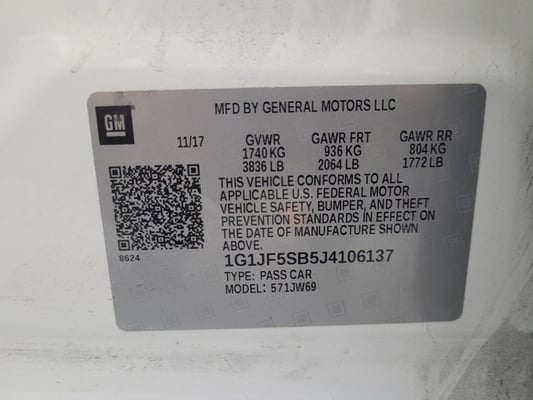 GM
MFD BY GENERAL MOTORS LLC
11/17 GVWR GAWR FRT GAWR RR
1740 KG 936 KG 804 KG
3836 LB 2064 LB 1772 LB
THIS VEHICLE CONFORMS TO ALL
APPLICABLE U.S. FEDERAL MOTOR
VEHICLE SAFETY, BUMPER, AND THEFT
PREVENTION STANDARDS IN EFFECT ON
THE DATE OF MANUFACTURE SHOWN
ABOVE.
8624
1G1JF5SB5J4106137
TYPE: PASS CAR
MODEL: 571JW69